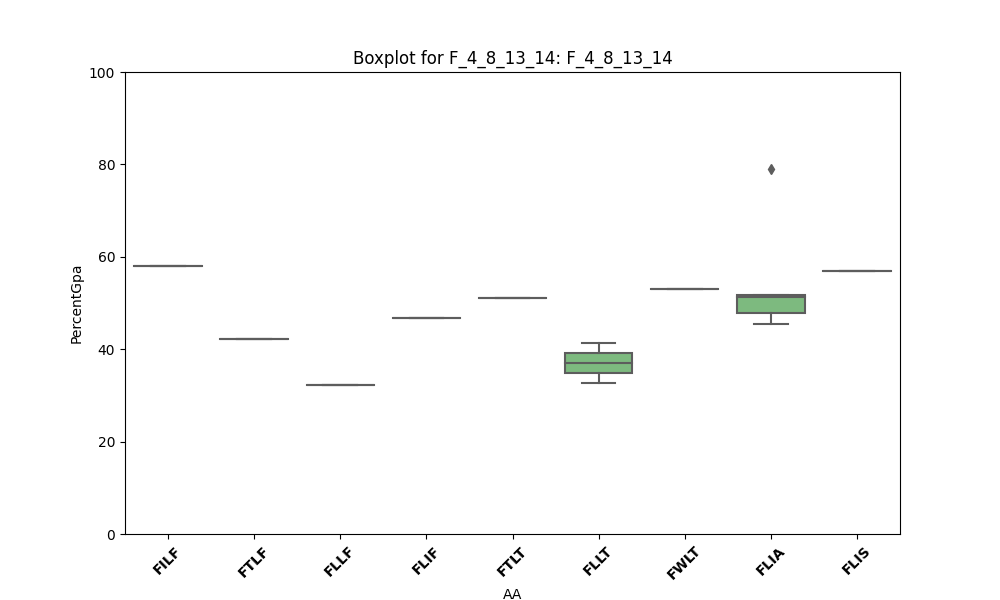 Boxplot for F_4_8_13_14: F_4_8_13_14
100
80
60
40
20
0
PercentGpa
FILF
FTLF
FLLF
FLIF
FTLT
FLLT
FWLT
FLIA
FLIS
AA